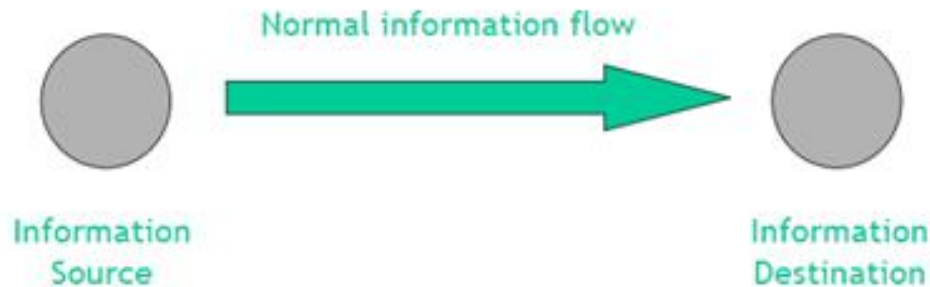 Normal information flow
Information
Source
Information
Destination